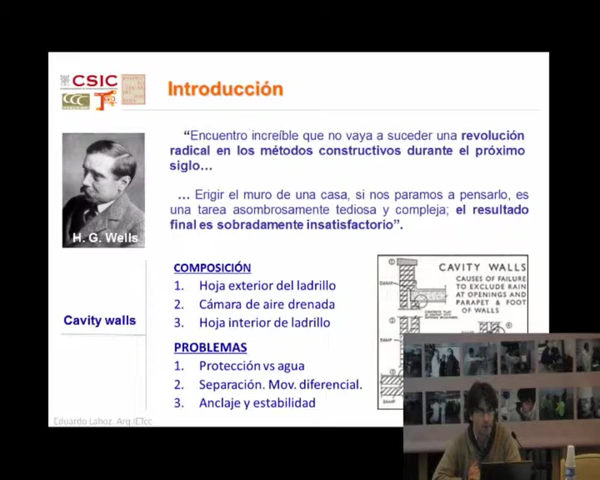 CSIC
Introducción
“Encuentro increíble que no vaya a suceder una revolución
radical en los métodos constructivos durante el próximo
siglo…
… Erigir el muro de una casa, si nos paramos a pensarlo, es
una tarea asombrosamente tediosa y compleja; el resultado
final es sobradamente insatisfactorio”.
H. G. Wells
Cavity walls
COMPOSICIÓN
1. Hoja exterior del ladrillo
2. Cámara de aire drenada
3. Hoja interior de ladrillo
PROBLEMAS
1. Protección vs agua
2. Separación. Mov. diferencial.
3. Anclaje y estabilidad
CAVITY WALLS
CAUSES OF FAILURE
TO EXCLUDE RAIN
AT OPENINGS AND
PARAPET & FOOT
OF WALLS
DAMP
Eduardo Lahoz. Arq.IETcc